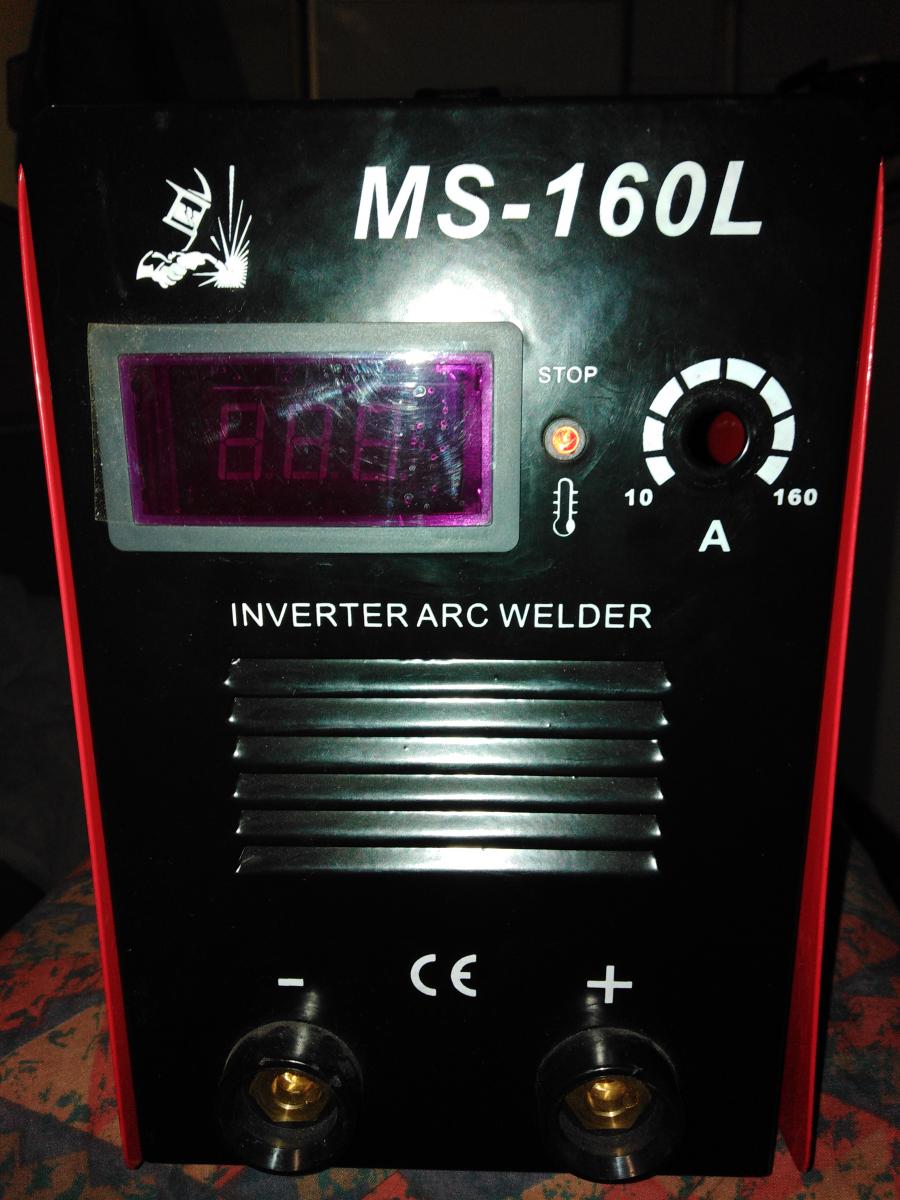 MS-160L
STOP
10
160
A
INVERTER ARC WELDER
- CE +